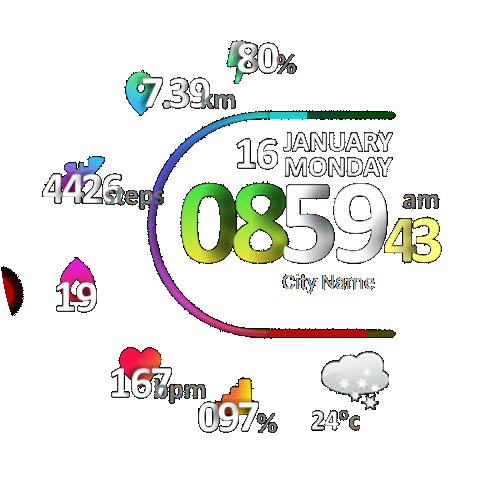 80%
7.39km
16 JANUARY
MONDAY
4426steps
0859 am
43
City Name
19
167bpm
097%
24°c